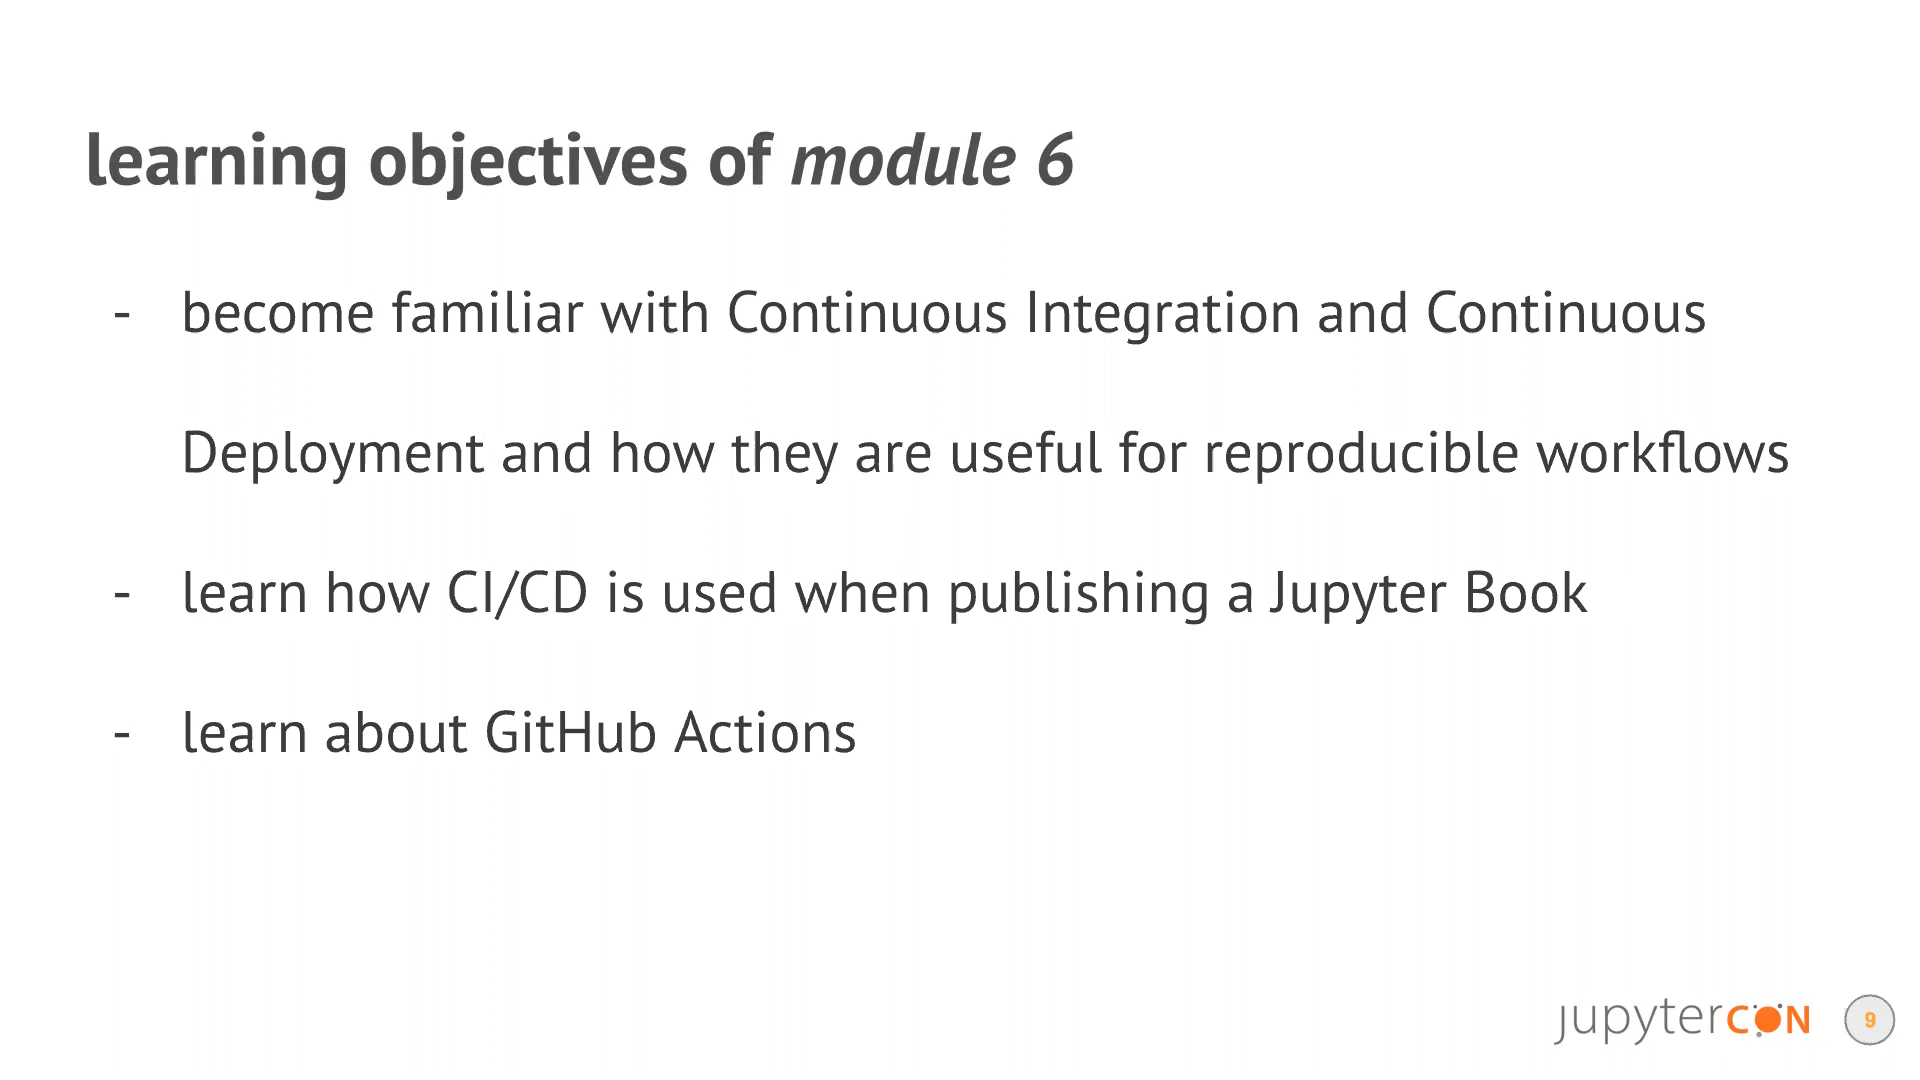 learning objectives of module 6
- become familiar with Continuous Integration and Continuous
Deployment and how they are useful for reproducible workflows
- learn how CI/CD is used when publishing a Jupyter Book
- learn about GitHub Actions
jupytercon
9